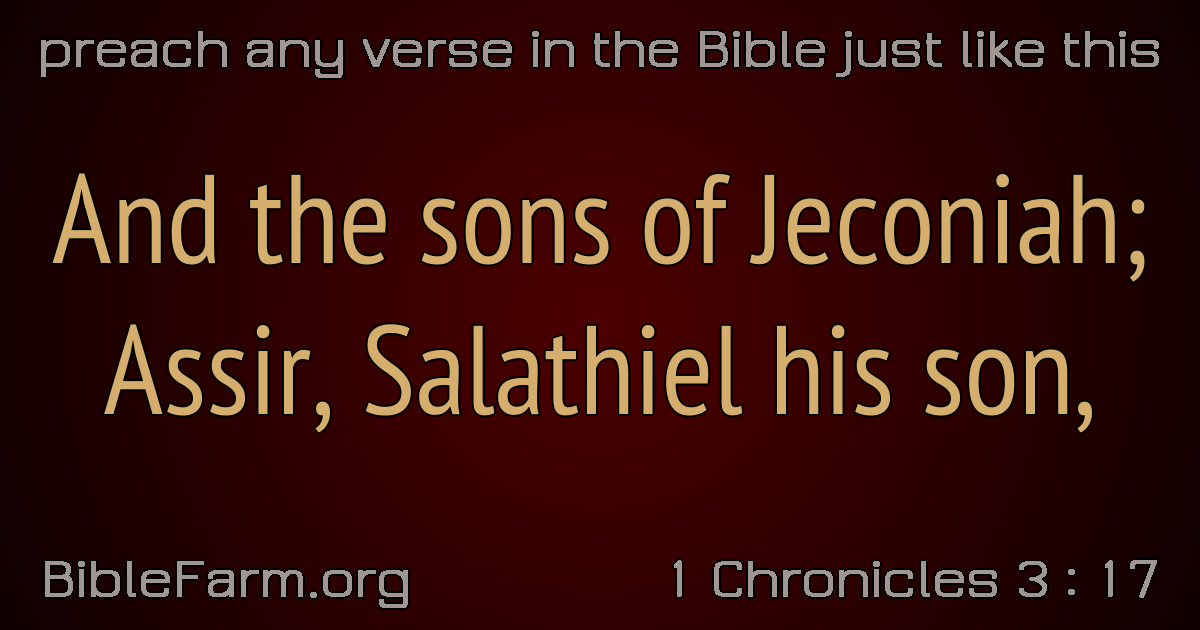 preach any verse in the Bible just like this
And the sons of Jeconiah;
Assir, Salathiel his son,
BibleFarm.org
1 Chronicles 3 : 17